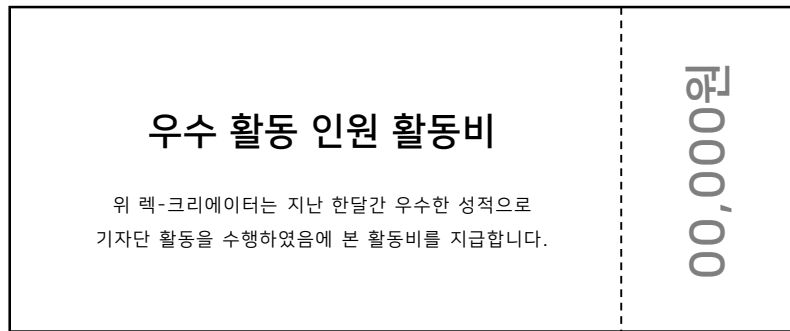 우수 활동 인원 활동비
위 렉-크리에이터는 지난 한달간 우수한 성적으로
기자단 활동을 수행하였음에 본 활동비를 지급합니다.
00,000원